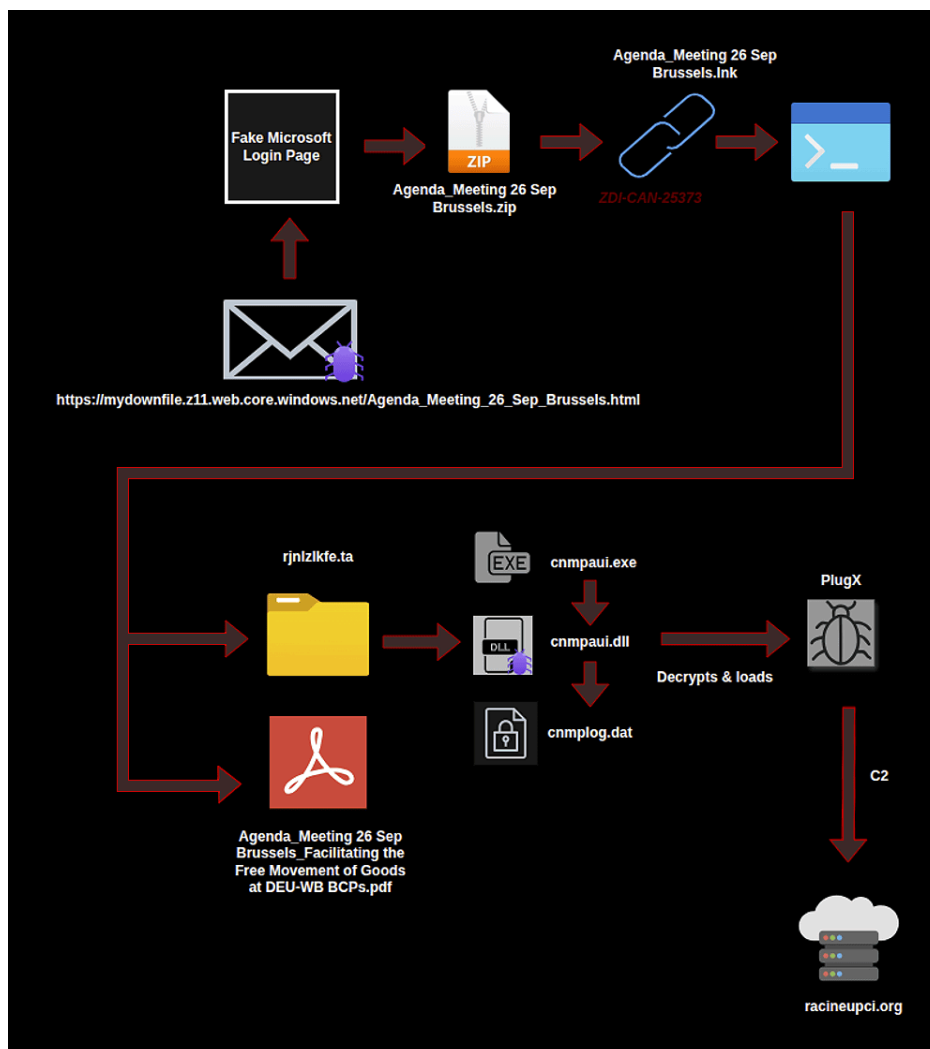 Agenda_Meeting 26 Sep
Brussels.lnk
Fake Microsoft
Login Page
ZIP
Agenda_Meeting 26 Sep
Brussels.zip
ZDI-CAN-25373
https://mydownfile.z11.web.core.windows.net/Agenda_Meeting_26_Sep_Brussels.html
rjnlzlkfe.ta
EXE
cnmpaui.exe
PlugX
DLL
cnmpaui.dll
Decrypts & loads
cnmplog.dat
C2
Agenda_Meeting 26 Sep
Brussels_Facilitating the
Free Movement of Goods
at DEU-WB BCPs.pdf
racineupci.org